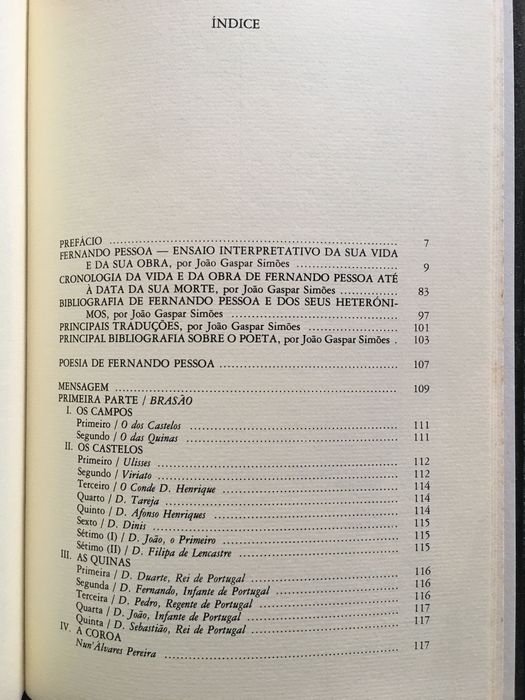 ÍNDICE
PREFÁCIO 7
FERNANDO PESSOA — ENSAIO INTERPRETATIVO DA SUA VIDA
E DA SUA OBRA, por João Gaspar Simões 9
CRONOLOGIA DA VIDA E DA OBRA DE FERNANDO PESSOA ATÉ
À DATA DA SUA MORTE, por João Gaspar Simões 83
BIBLIOGRAFIA DE FERNANDO PESSOA E DOS SEUS HETERÓNI-
MOS, por João Gaspar Simões 97
PRINCIPAIS TRADUÇÕES, por João Gaspar Simões 101
PRINCIPAL BIBLIOGRAFIA SOBRE O POETA, por João Gaspar Simões . 103
POESIA DE FERNANDO PESSOA 107
MENSAGEM 109
PRIMEIRA PARTE / BRASÃO
I. OS CAMPOS
Primeiro / O dos Castelos 111
Segundo / O das Quinas 111
II. OS CASTELOS
Primeiro / Ulisses 112
Segundo / Viriato 112
Terceiro / O Conde D. Henrique 114
Quarto / D. Tareja 114
Quinto / D. Afonso Henriques 114
Sexto / D. Dinis 115
Sétimo (I) / D. João, o Primeiro 115
Sétimo (II) / D. Filipa de Lencastre 115
III. AS QUINAS
Primeira / D. Duarte, Rei de Portugal 116
Segunda / D. Fernando, Infante de Portugal 116
Terceira / D. Pedro, Regente de Portugal 116
Quarta / D. João, Infante de Portugal 117
Quinta / D. Sebastião, Rei de Portugal 117
IV. A COROA
Nun'Álvares Pereira 117